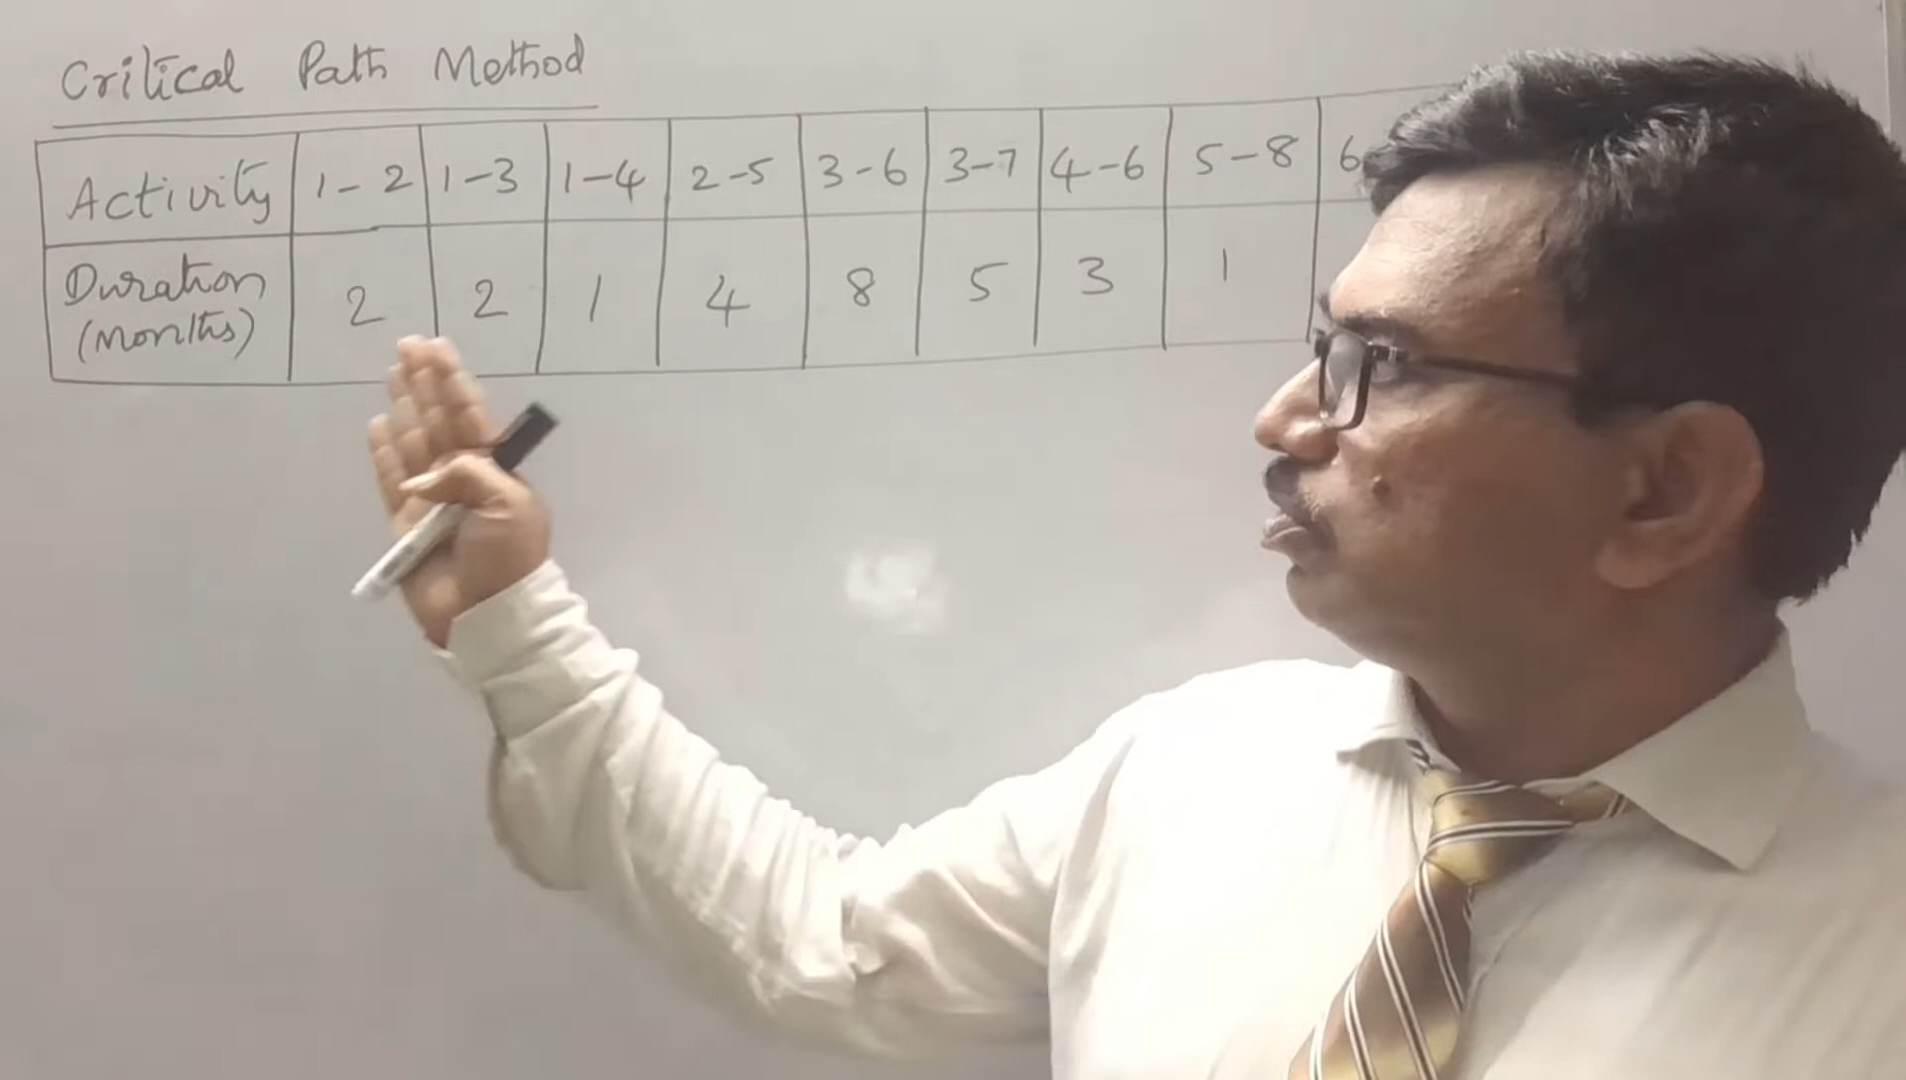 Critical Path Method
Activity 1-2 1-3 1-4 2-5 3-6 3-7 4-6 5-8 6
Duration (Months) 2 2 1 4 8 5 3 1